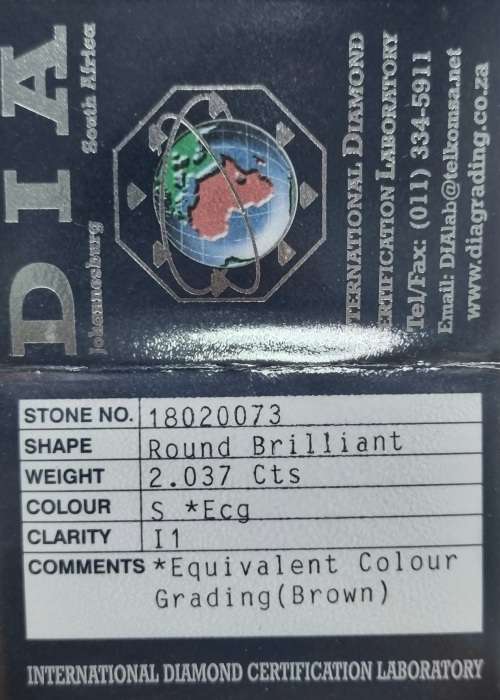 DIA
Johannesburg South Africa
INTERNATIONAL DIAMOND
CERTIFICATION LABORATORY
Tel/Fax: (011) 334-5911
Email: DIAlab@telkomsa.net
www.diagrading.co.za
STONE NO. 18020073
SHAPE Round Brilliant
WEIGHT 2.037 Cts
COLOUR S *Ecg
CLARITY I1
COMMENTS *Equivalent Colour
Grading(Brown)
INTERNATIONAL DIAMOND CERTIFICATION LABORATORY